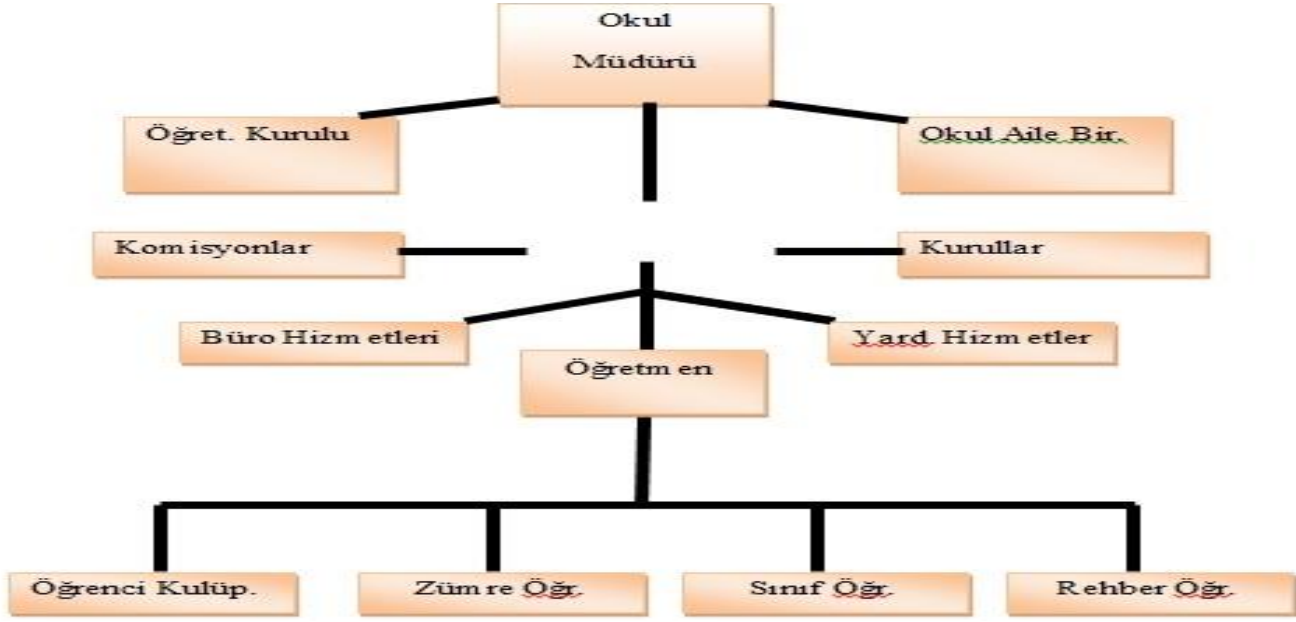 Okul
Müdürü
Öğret. Kurulu
Okul Aile Bir.
Komisyonlar
Kurullar
Büro Hizmetleri
Yard. Hizmetler
Öğretmen
Öğrenci Kulüp.
Zümre Öğr.
Sınıf Öğr.
Rehber Öğr.